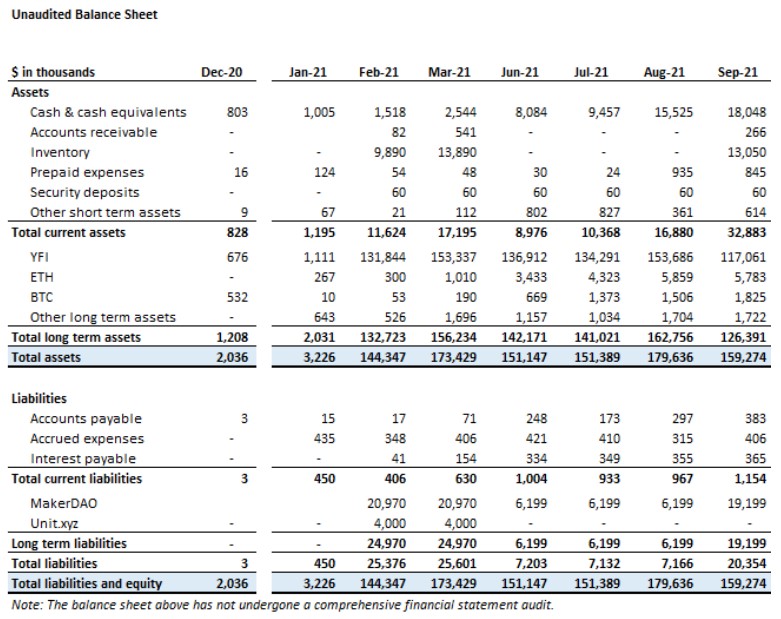 Unaudited Balance Sheet
$ in thousands Dec-20 Jan-21 Feb-21 Mar-21 Jun-21 Jul-21 Aug-21 Sep-21
Assets
Cash & cash equivalents 803 1,005 1,518 2,544 8,084 9,457 15,525 18,048
Accounts receivable - 82 541 - - - 266
Inventory - - 9,890 13,890 - - - 13,050
Prepaid expenses 16 124 54 48 30 24 935 845
Security deposits - - 60 60 60 60 60 60
Other short term assets 9 67 21 112 802 827 361 614
Total current assets 828 1,195 11,624 17,195 8,976 10,368 16,880 32,883
YFI 676 1,111 131,844 153,337 136,912 134,291 153,686 117,061
ETH - 267 300 1,010 3,433 4,323 5,859 5,783
BTC 532 10 53 190 669 1,373 1,506 1,825
Other long term assets - 643 526 1,696 1,157 1,034 1,704 1,722
Total long term assets 1,208 2,031 132,723 156,234 142,171 141,021 162,756 126,391
Total assets 2,036 3,226 144,347 173,429 151,147 151,389 179,636 159,274
Liabilities
Accounts payable 3 15 17 71 248 173 297 383
Accrued expenses - 435 348 406 421 410 315 406
Interest payable - - 41 154 334 349 355 365
Total current liabilities 3 450 406 630 1,004 933 967 1,154
MakerDAO 20,970 20,970 6,199 6,199 6,199 19,199
Unit.xyz - - 4,000 4,000 - - - -
Long term liabilities - - 24,970 24,970 6,199 6,199 6,199 19,199
Total liabilities 3 450 25,376 25,601 7,203 7,132 7,166 20,354
Total liabilities and equity 2,036 3,226 144,347 173,429 151,147 151,389 179,636 159,274
Note: The balance sheet above has not undergone a comprehensive financial statement audit.